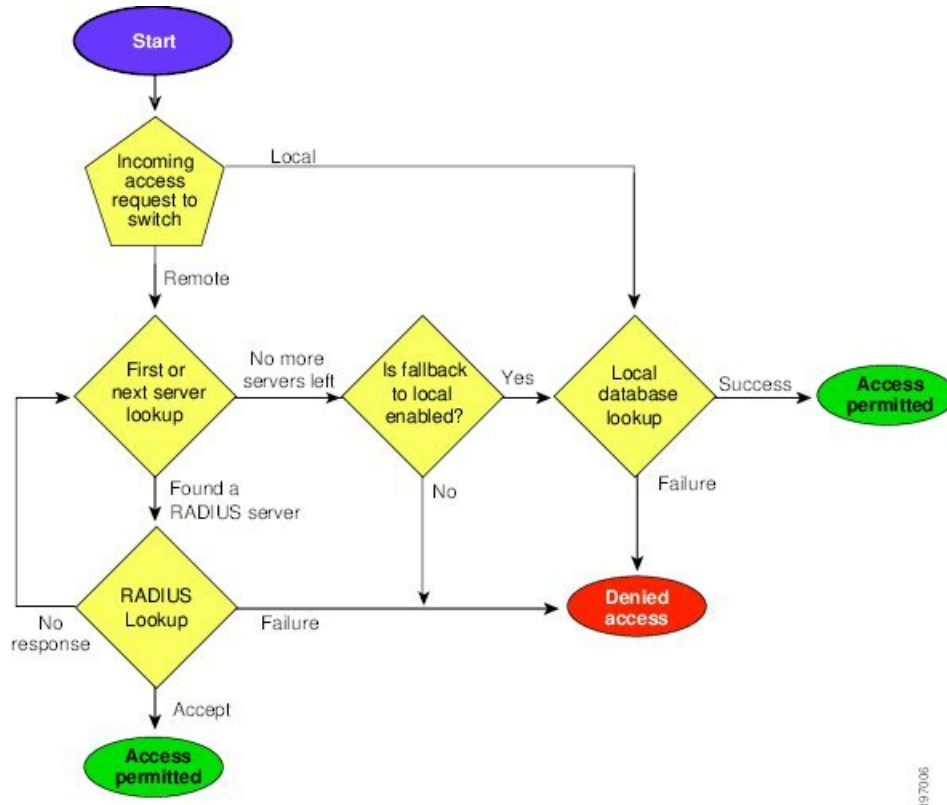 Start
Incoming
access
request to
switch
Local
Remote
First or
next server
lookup
No more
servers left
Is fallback
to local
enabled?
Yes
Local
database
lookup
Success
Access
permitted
Found a
RADIUS server
No
Failure
RADIUS
Lookup
No
response
Failure
Denied
access
Accept
Access
permitted
197006